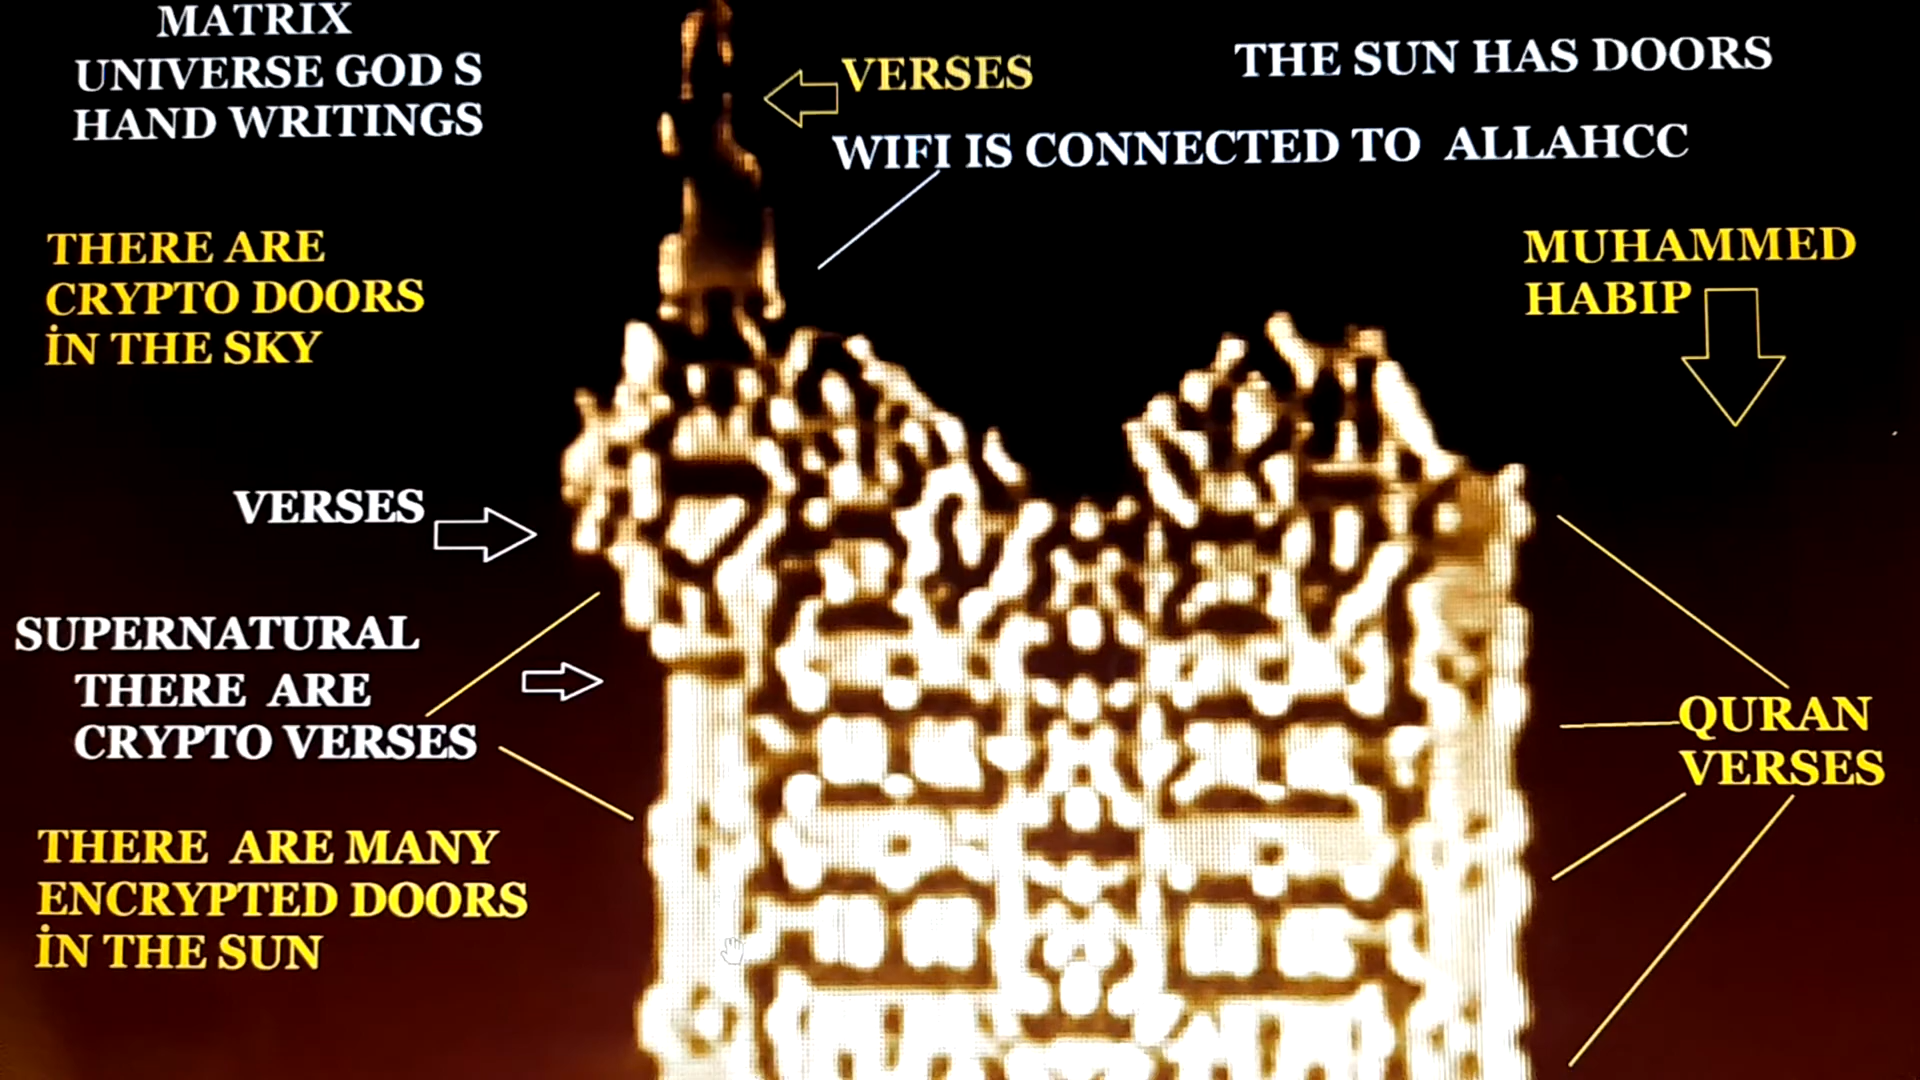 MATRIX
UNIVERSE GOD S
HAND WRITINGS
VERSES
THE SUN HAS DOORS
WIFI IS CONNECTED TO ALLAHCC
THERE ARE
CRYPTO DOORS
İN THE SKY
MUHAMMED
HABIP
VERSES
SUPERNATURAL
THERE ARE
CRYPTO VERSES
QURAN
VERSES
THERE ARE MANY
ENCRYPTED DOORS
İN THE SUN